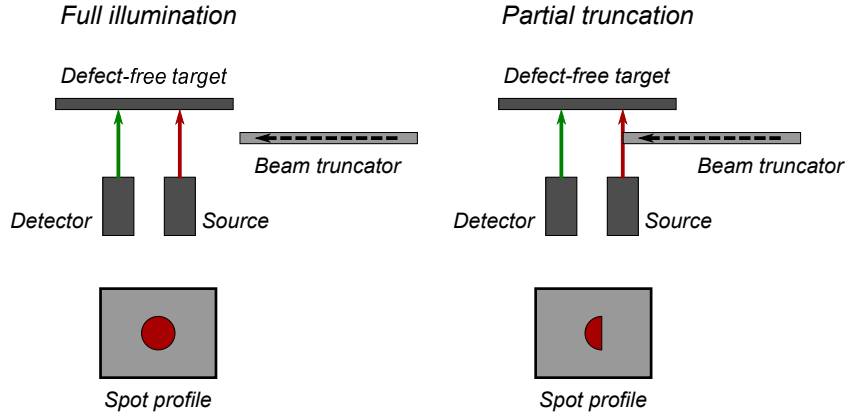 Full illumination
Partial truncation
Defect-free target
Defect-free target
Beam truncator
Beam truncator
Detector
Source
Detector
Source
Spot profile
Spot profile